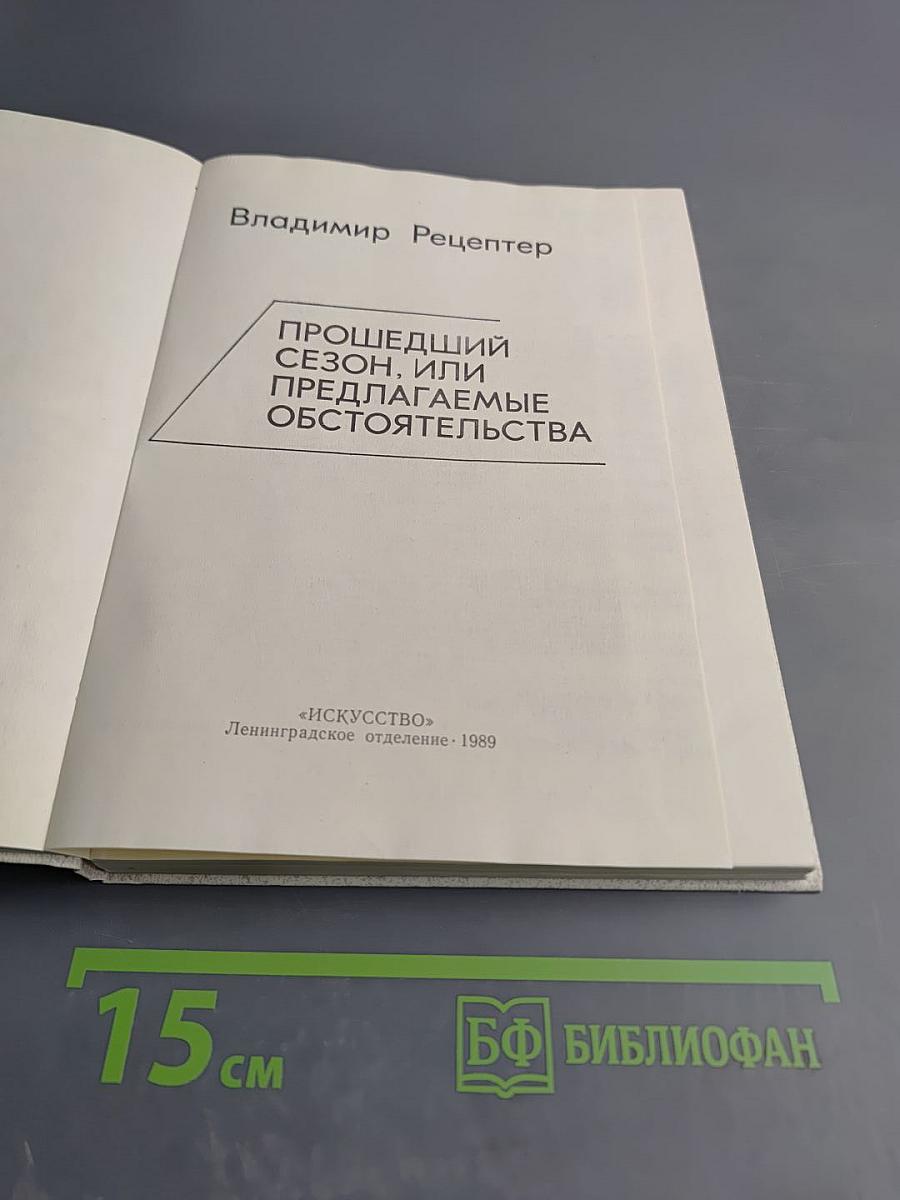 Владимир Рецептер
ПРОШЕДШИЙ
СЕЗОН, ИЛИ
ПРЕДЛАГАЕМЫЕ
ОБСТОЯТЕЛЬСТВА
«ИСКУССТВО»
Ленинградское отделение · 1989
15 см
БФ БИБЛИОФАН